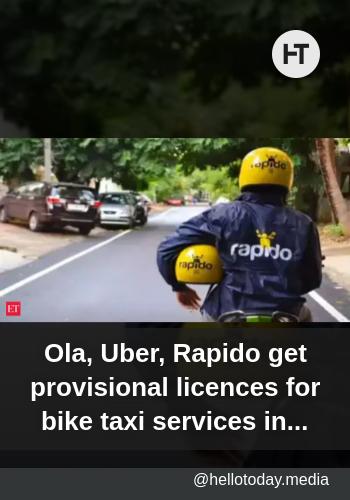 HT
rapido
rapido
rapido
ET
Ola, Uber, Rapido get
provisional licences for
bike taxi services in...
@hellotoday.media